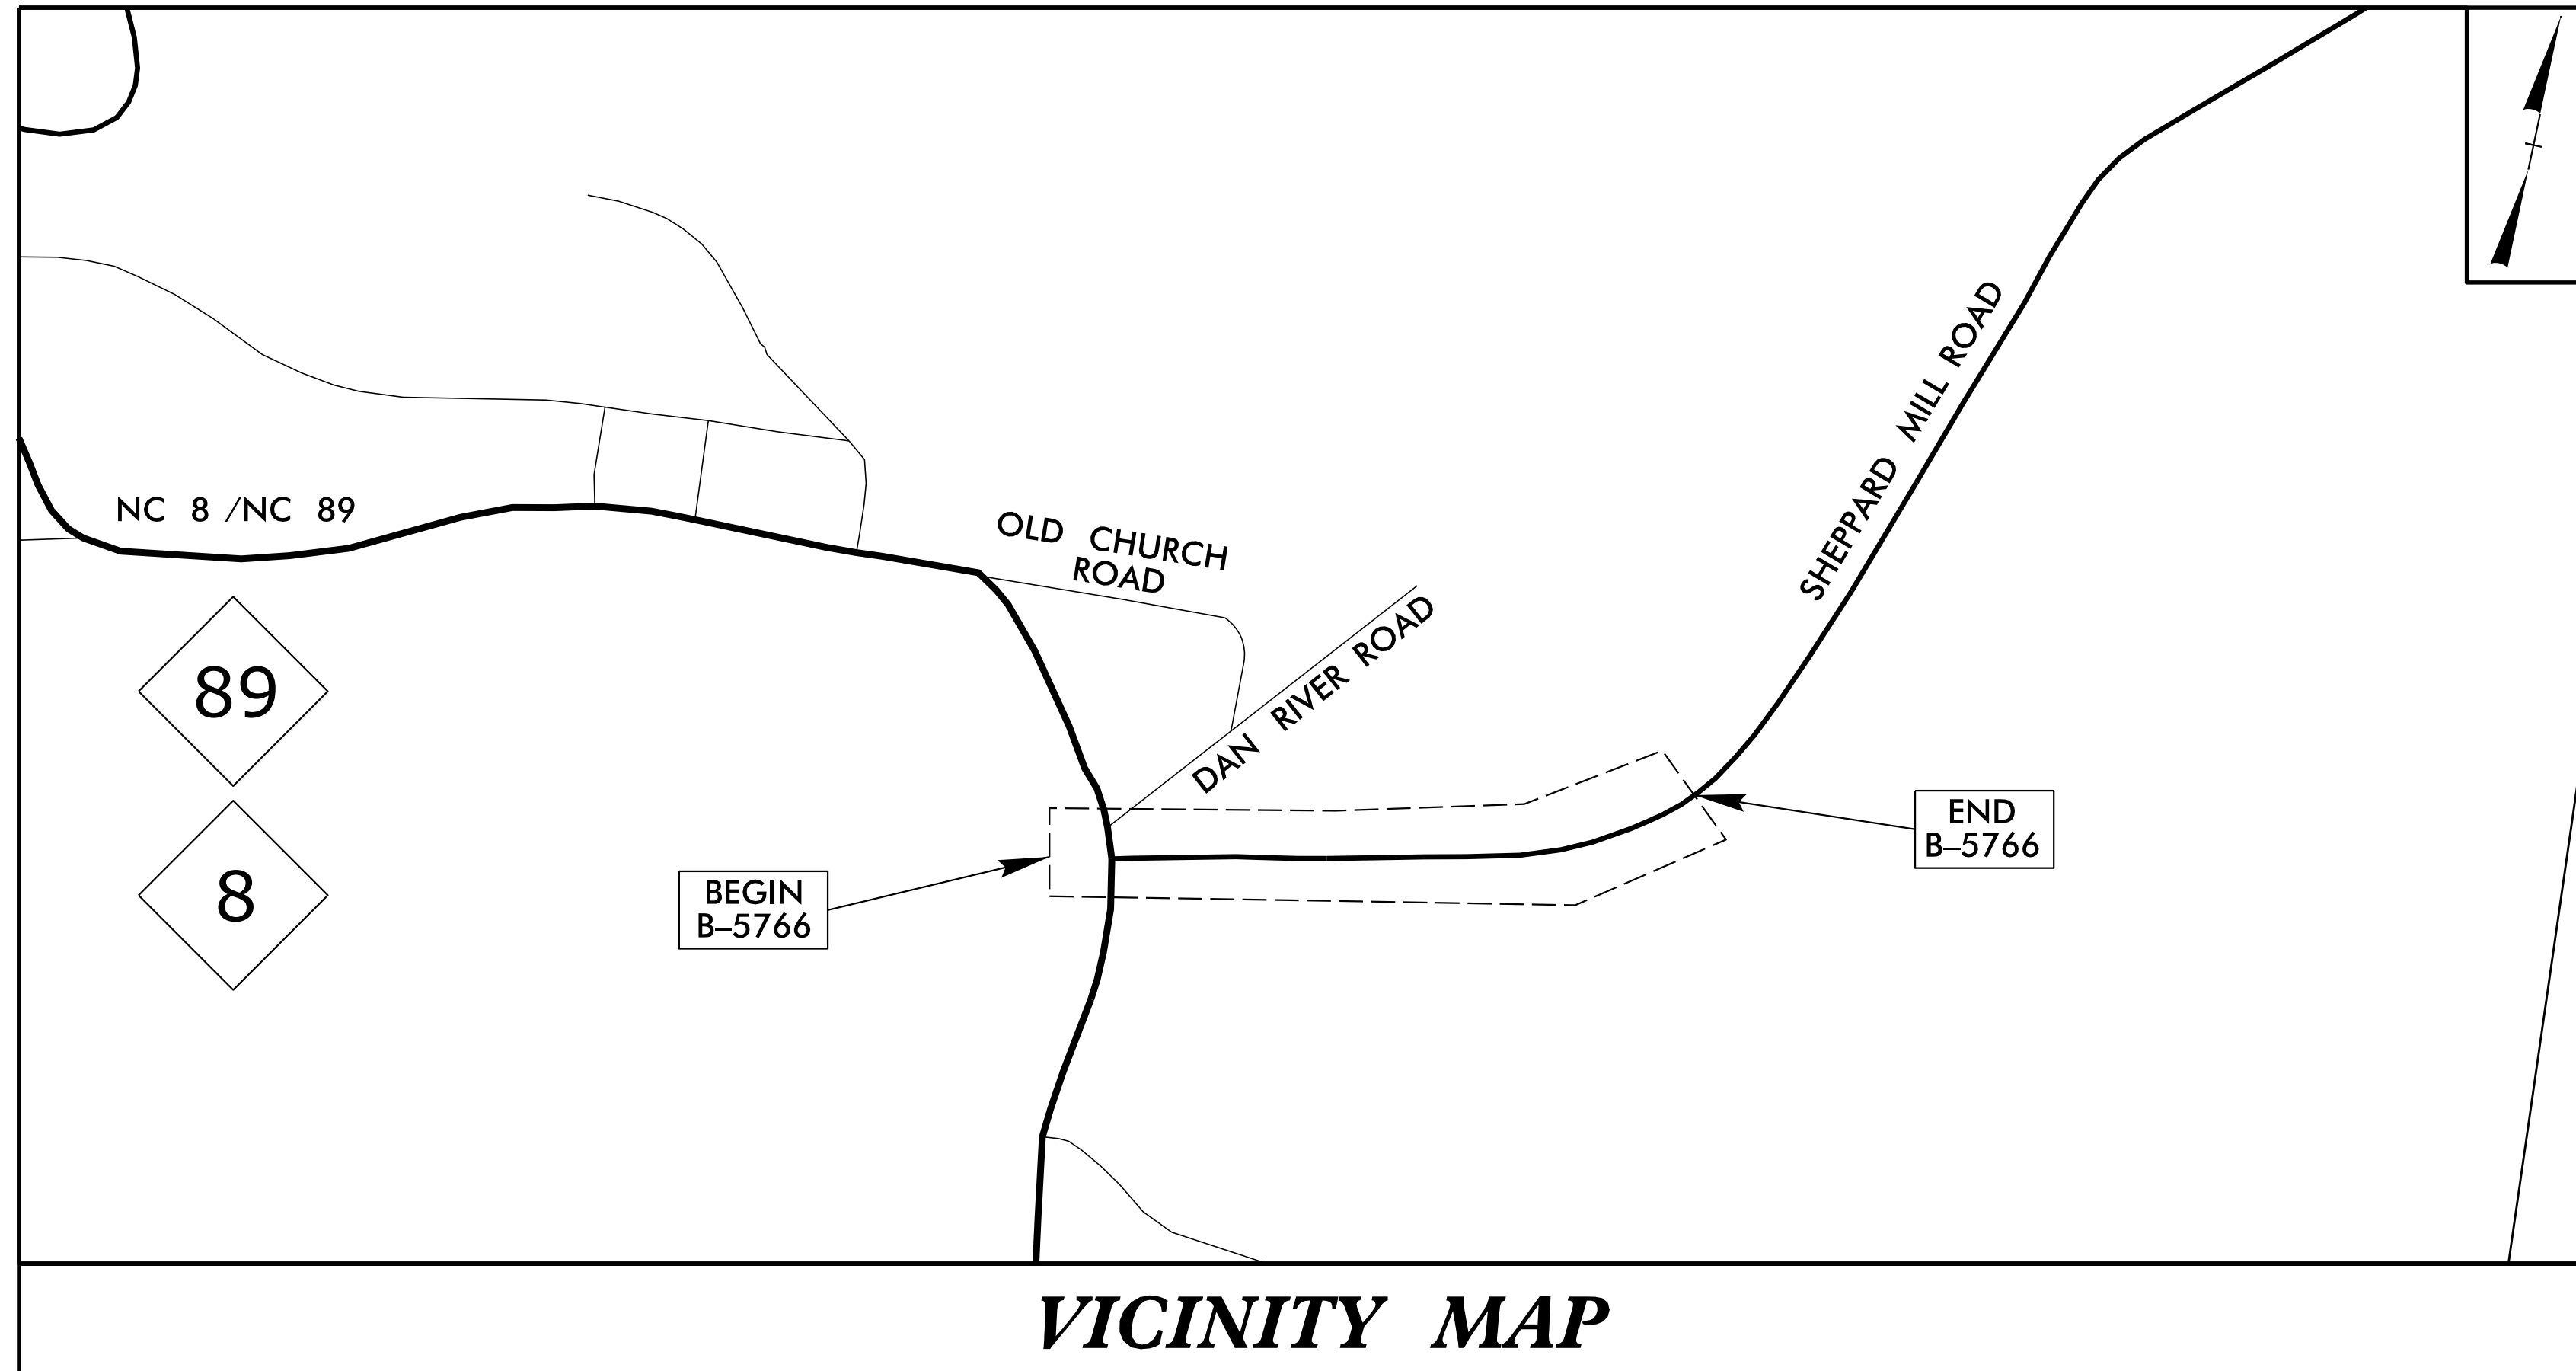 SHEPPARD MILL ROAD
NC 8 /NC 89
OLD CHURCH
ROAD
DAN RIVER ROAD
89
8
BEGIN
B–5766
END
B–5766
VICINITY MAP